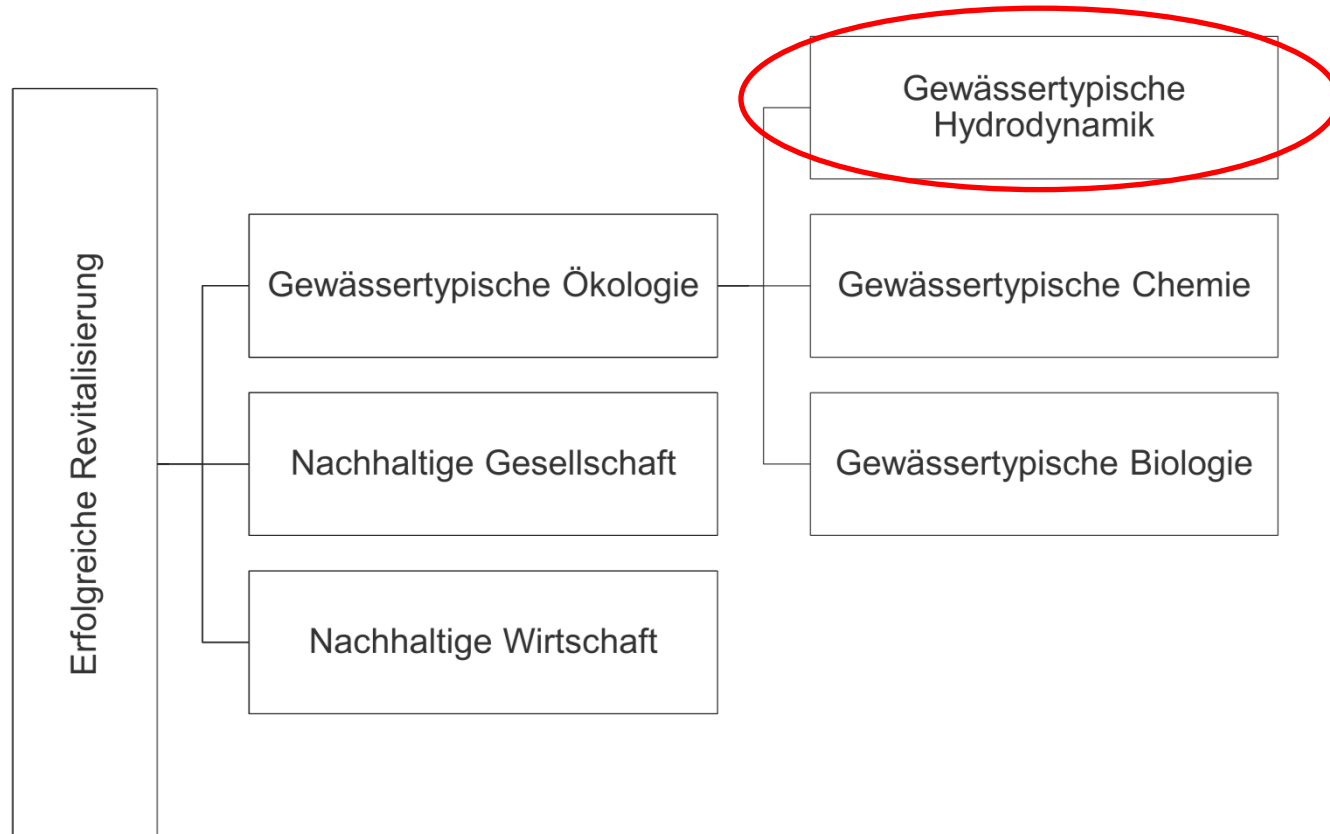 Erfolgreiche Revitalisierung
Gewässertypische Ökologie
Nachhaltige Gesellschaft
Nachhaltige Wirtschaft
Gewässertypische
Hydrodynamik
Gewässertypische Chemie
Gewässertypische Biologie